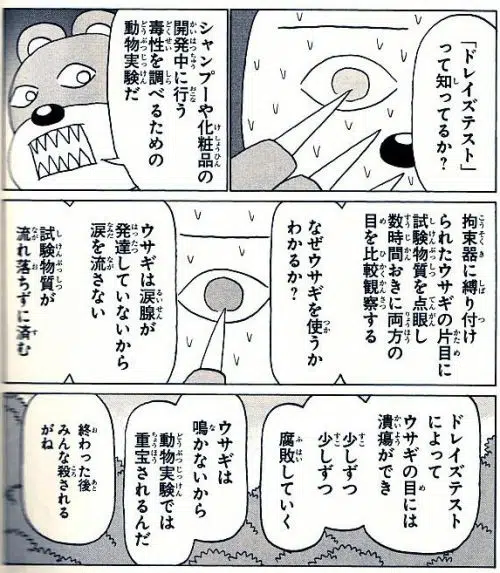 「ドレイズテスト」
って知ってるか?
シャンプーや化粧品の
開発中に行う
毒性を調べるための
動物実験だ
拘束器に縛り付け
られたウサギの片目に
試験物質を点眼し
数時間おきに両方の
目を比較観察する
なぜウサギを使うか
わかるか?
ウサギは涙腺が
発達していないから
涙を流さない
試験物質が
流れ落ちずに済む
ドレイズテスト
によって
ウサギの目には
潰瘍ができ
少しずつ
少しずつ
腐敗していく
ウサギは
鳴かないから
動物実験では
重宝されるんだ
終わった後
みんな殺される
がね